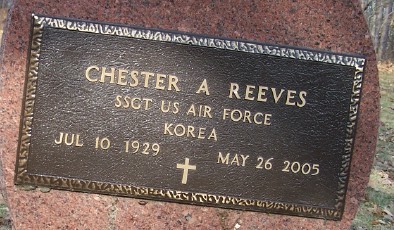 CHESTER A REEVES
SSGT US AIR FORCE
KOREA
JUL 10 1929 MAY 26 2005